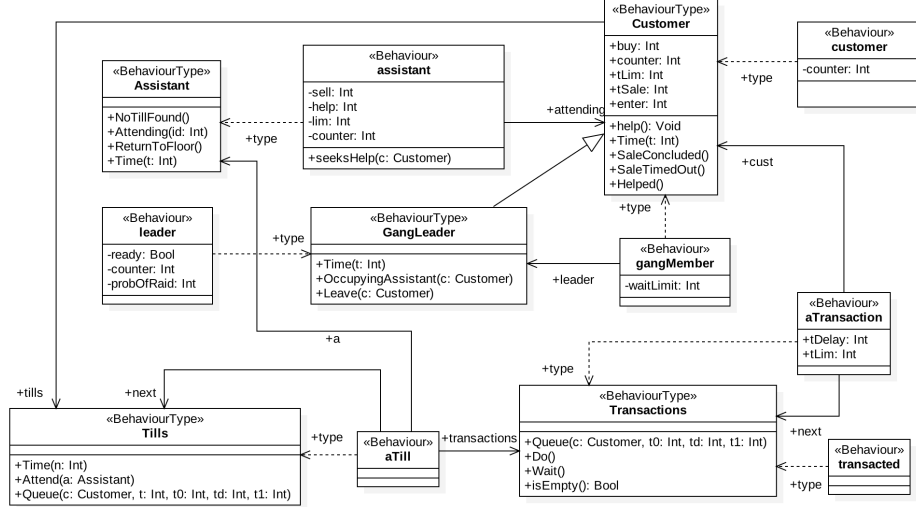 «BehaviourType»
Customer
+buy: Int
+counter: Int
+tLim: Int
+tSale: Int
+enter: Int
+help(): Void
+Time(t: Int)
+SaleConcluded()
+SaleTimedOut()
+Helped()
«Behaviour»
customer
-counter: Int
+type
«Behaviour»
assistant
-sell: Int
-help: Int
-lim: Int
-counter: Int
+seeksHelp(c: Customer)
+attending
«BehaviourType»
Assistant
+NoTillFound()
+Attending(id: Int)
+ReturnToFloor()
+Time(t: Int)
+type
+cust
«Behaviour»
leader
-ready: Bool
-counter: Int
-probOfRaid: Int
+type
«BehaviourType»
GangLeader
+Time(t: Int)
+OccupyingAssistant(c: Customer)
+Leave(c: Customer)
+type
«Behaviour»
gangMember
-waitLimit: Int
+leader
«Behaviour»
aTransaction
+tDelay: Int
+tLim: Int
+a
+type
+tills
+next
«BehaviourType»
Tills
+Time(n: Int)
+Attend(a: Assistant)
+Queue(c: Customer, t: Int, t0: Int, td: Int, t1: Int)
+type
«Behaviour»
aTill
+transactions
«BehaviourType»
Transactions
+Queue(c: Customer, t0: Int, td: Int, t1: Int)
+Do()
+Wait()
+isEmpty(): Bool
+next
«Behaviour»
transacted
+type